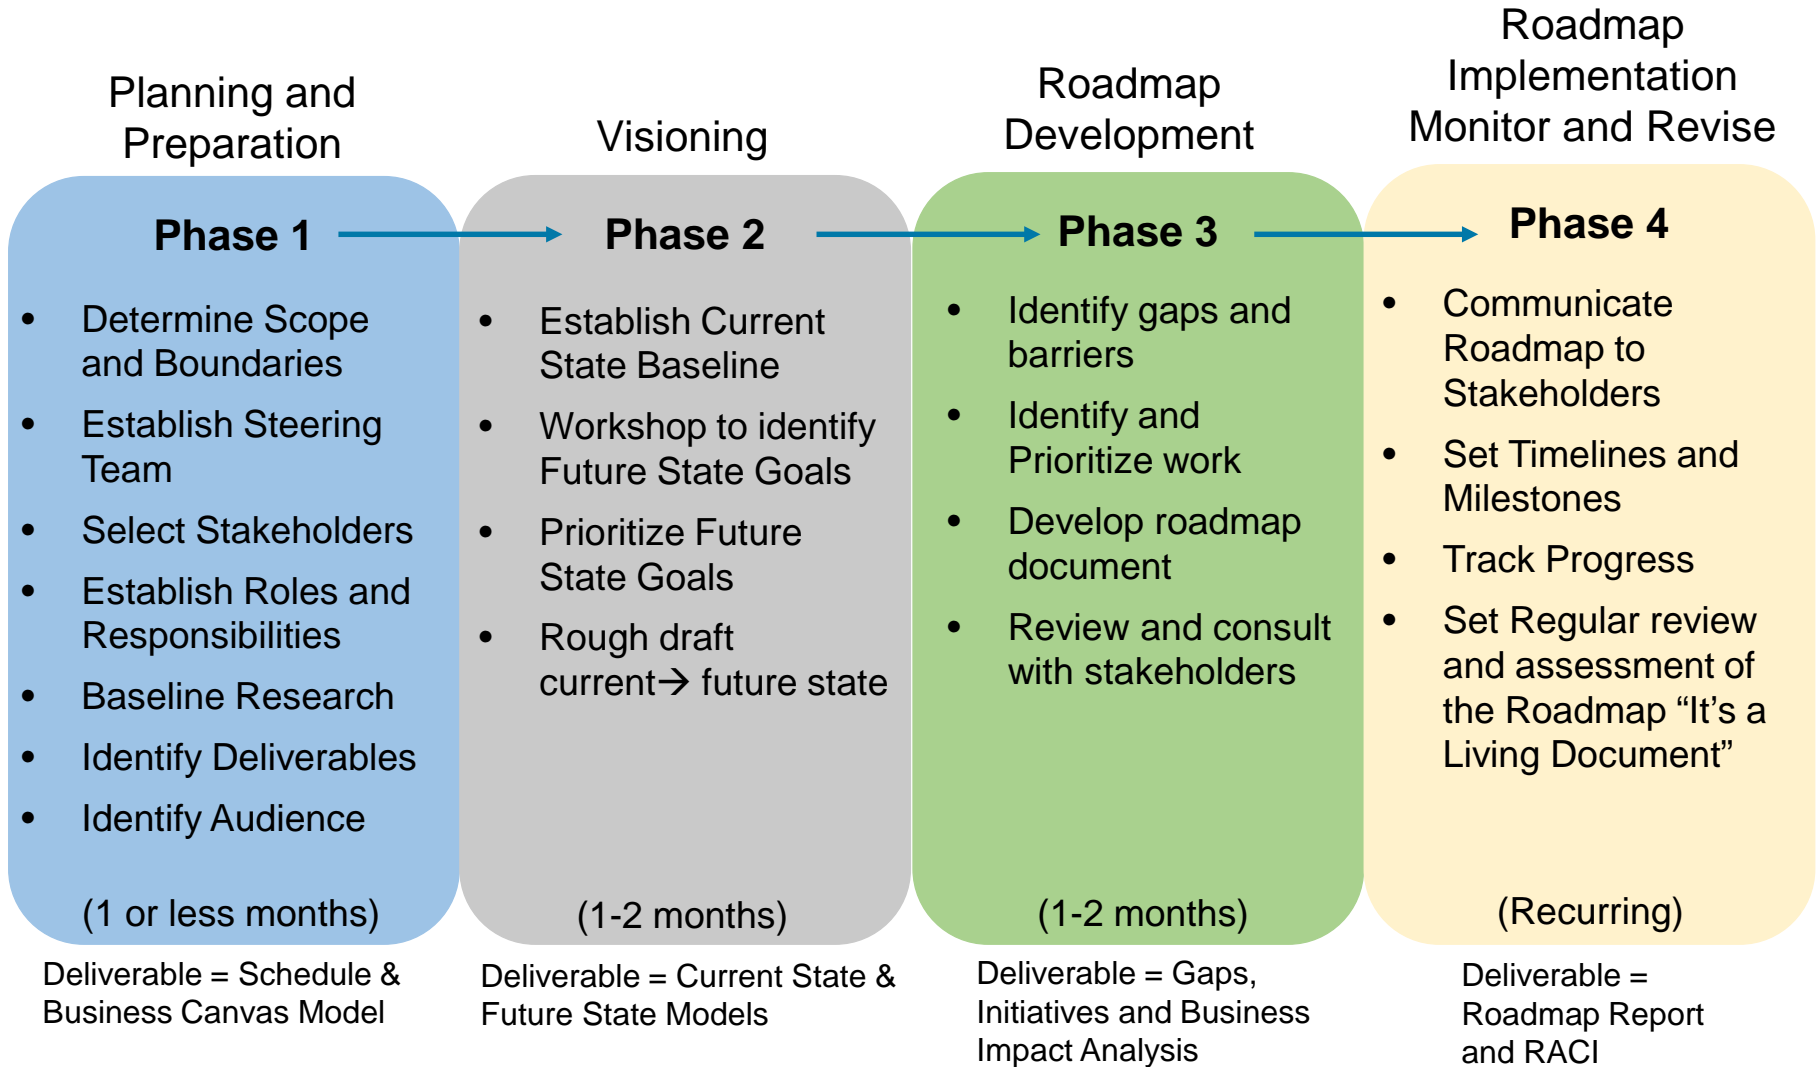 Planning and
Preparation
Phase 1
• Determine Scope
and Boundaries
• Establish Steering
Team
• Select Stakeholders
• Establish Roles and
Responsibilities
• Baseline Research
• Identify Deliverables
• Identify Audience
(1 or less months)
Deliverable = Schedule &
Business Canvas Model
Visioning
Phase 2
• Establish Current
State Baseline
• Workshop to identify
Future State Goals
• Prioritize Future
State Goals
• Rough draft
current→ future state
(1-2 months)
Deliverable = Current State &
Future State Models
Roadmap
Development
Phase 3
• Identify gaps and
barriers
• Identify and
Prioritize work
• Develop roadmap
document
• Review and consult
with stakeholders
(1-2 months)
Deliverable = Gaps,
Initiatives and Business
Impact Analysis
Roadmap
Implementation
Monitor and Revise
Phase 4
• Communicate
Roadmap to
Stakeholders
• Set Timelines and
Milestones
• Track Progress
• Set Regular review
and assessment of
the Roadmap “It’s a
Living Document”
(Recurring)
Deliverable =
Roadmap Report
and RACI